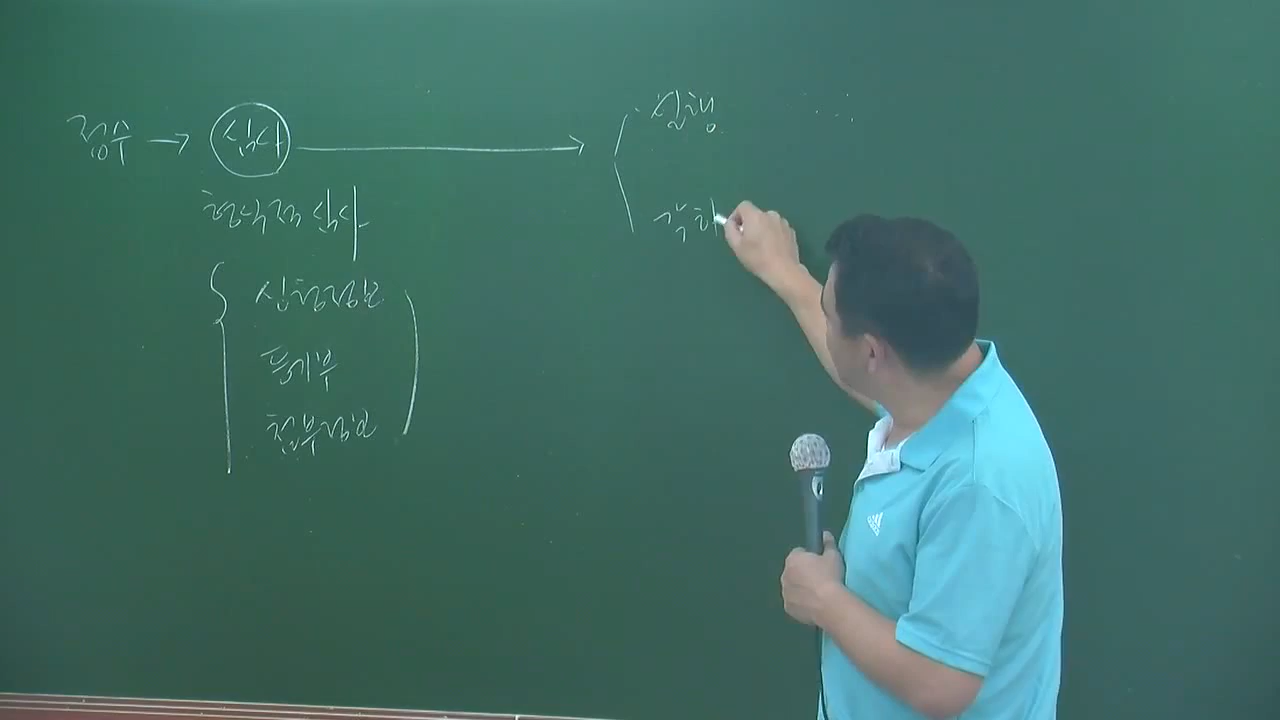 접수 → 심사 → 실행
각하
형식적 심사
신청정보
등기부
첨부정보